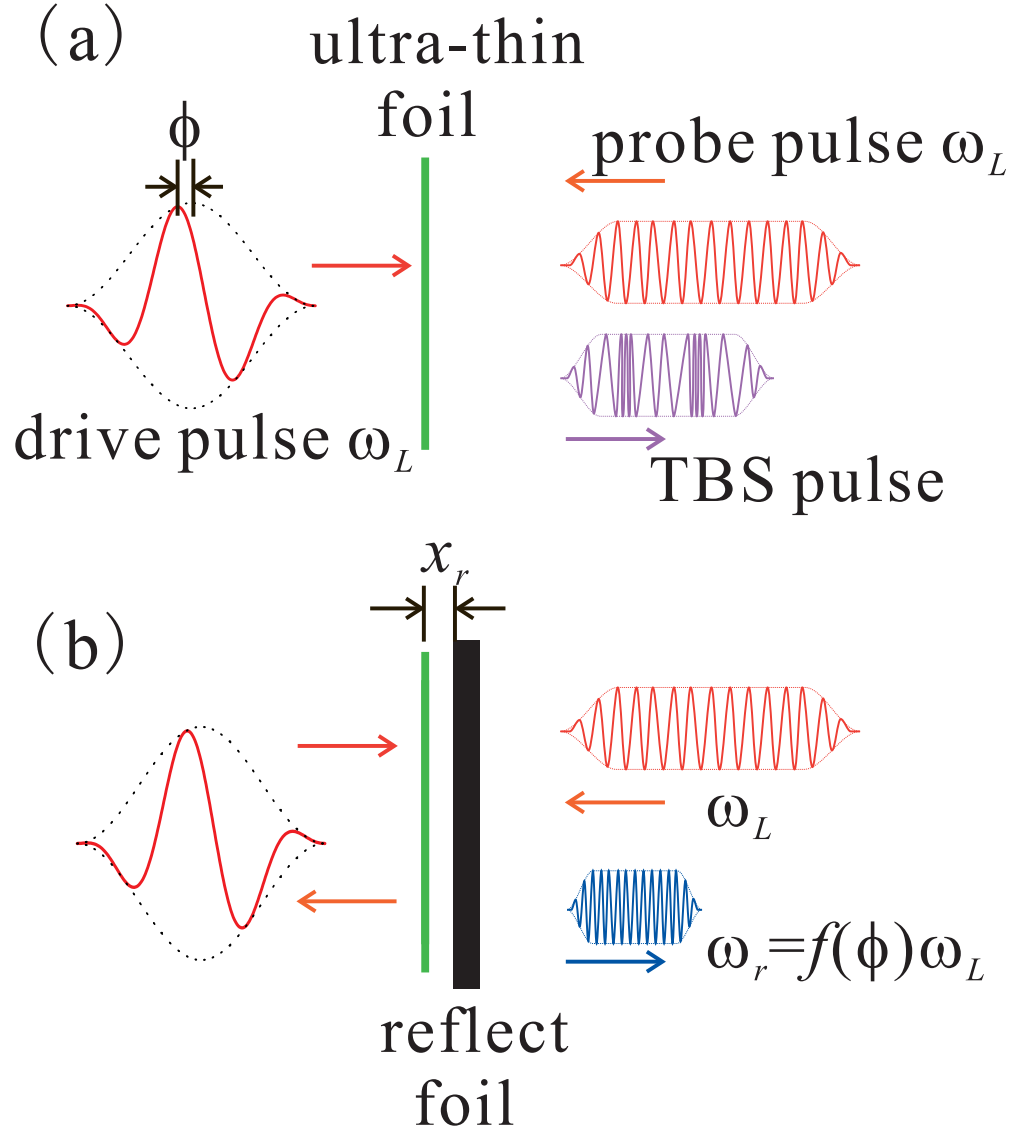 (a)
ultra-thin
foil
ϕ
probe pulse ω_L
drive pulse ω_L
TBS pulse
x_r
(b)
ω_L
ω_r=f(ϕ)ω_L
reflect
foil